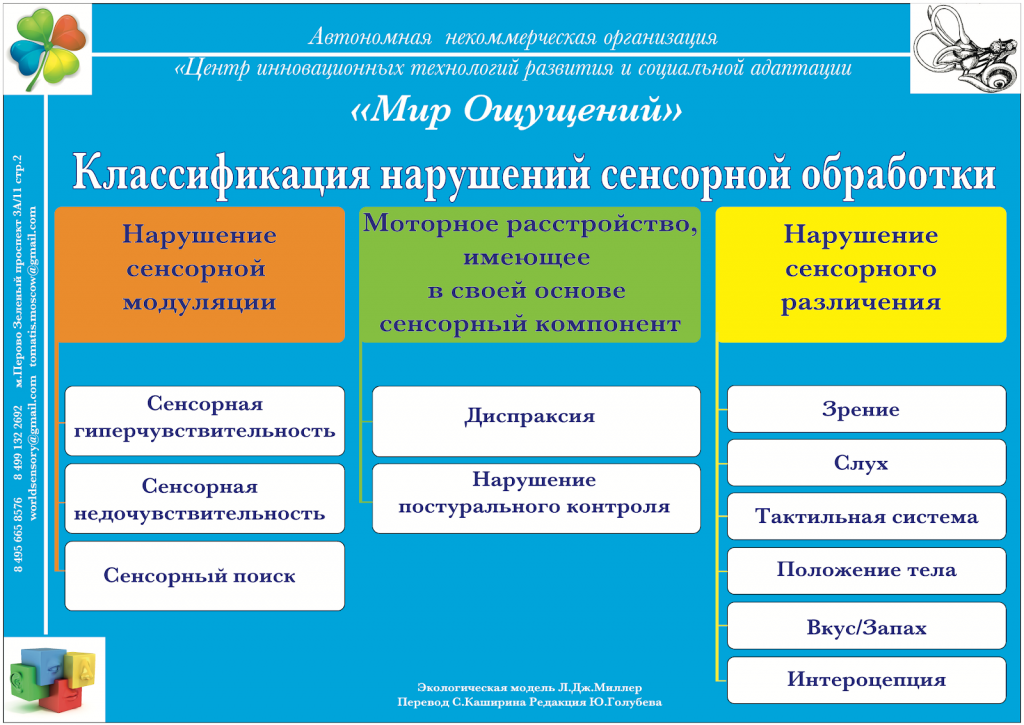 Автономная некоммерческая организация
«Центр инновационных технологий развития и социальной адаптации
«Мир Ощущений»
Классификация нарушений сенсорной обработки
Нарушение
сенсорной
модуляции
Сенсорная
гиперчувствительность
Сенсорная
недочувствительность
Сенсорный поиск
Моторное расстройство,
имеющее
в своей основе
сенсорный компонент
Диспраксия
Нарушение
постурального контроля
Нарушение
сенсорного
различения
Зрение
Слух
Тактильная система
Положение тела
Вкус/Запах
Интероцепция
8 495 665 8576 8 499 132 2692 м.Перово Зеленый проспект 3А/11 стр.2
worldsensory@gmail.com tomatis.moscow@gmail.com
Экологическая модель Л.Дж.Миллер
Перевод С.Каширина Редакция Ю.Голубева